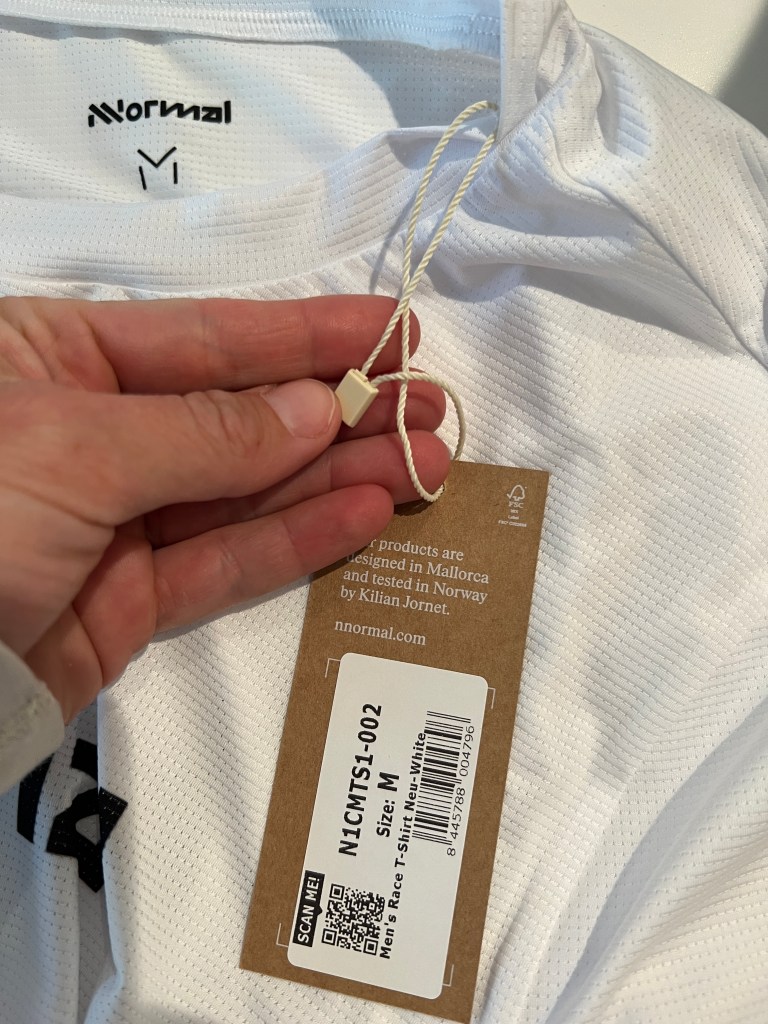 NNormal
M
FSC
products are
designed in Mallorca
and tested in Norway
by Kilian Jornet.
nnormal.com
SCAN ME!
N1CMTS1-002
Size: M
Men's Race T-Shirt Neu-White
8 445788 004796